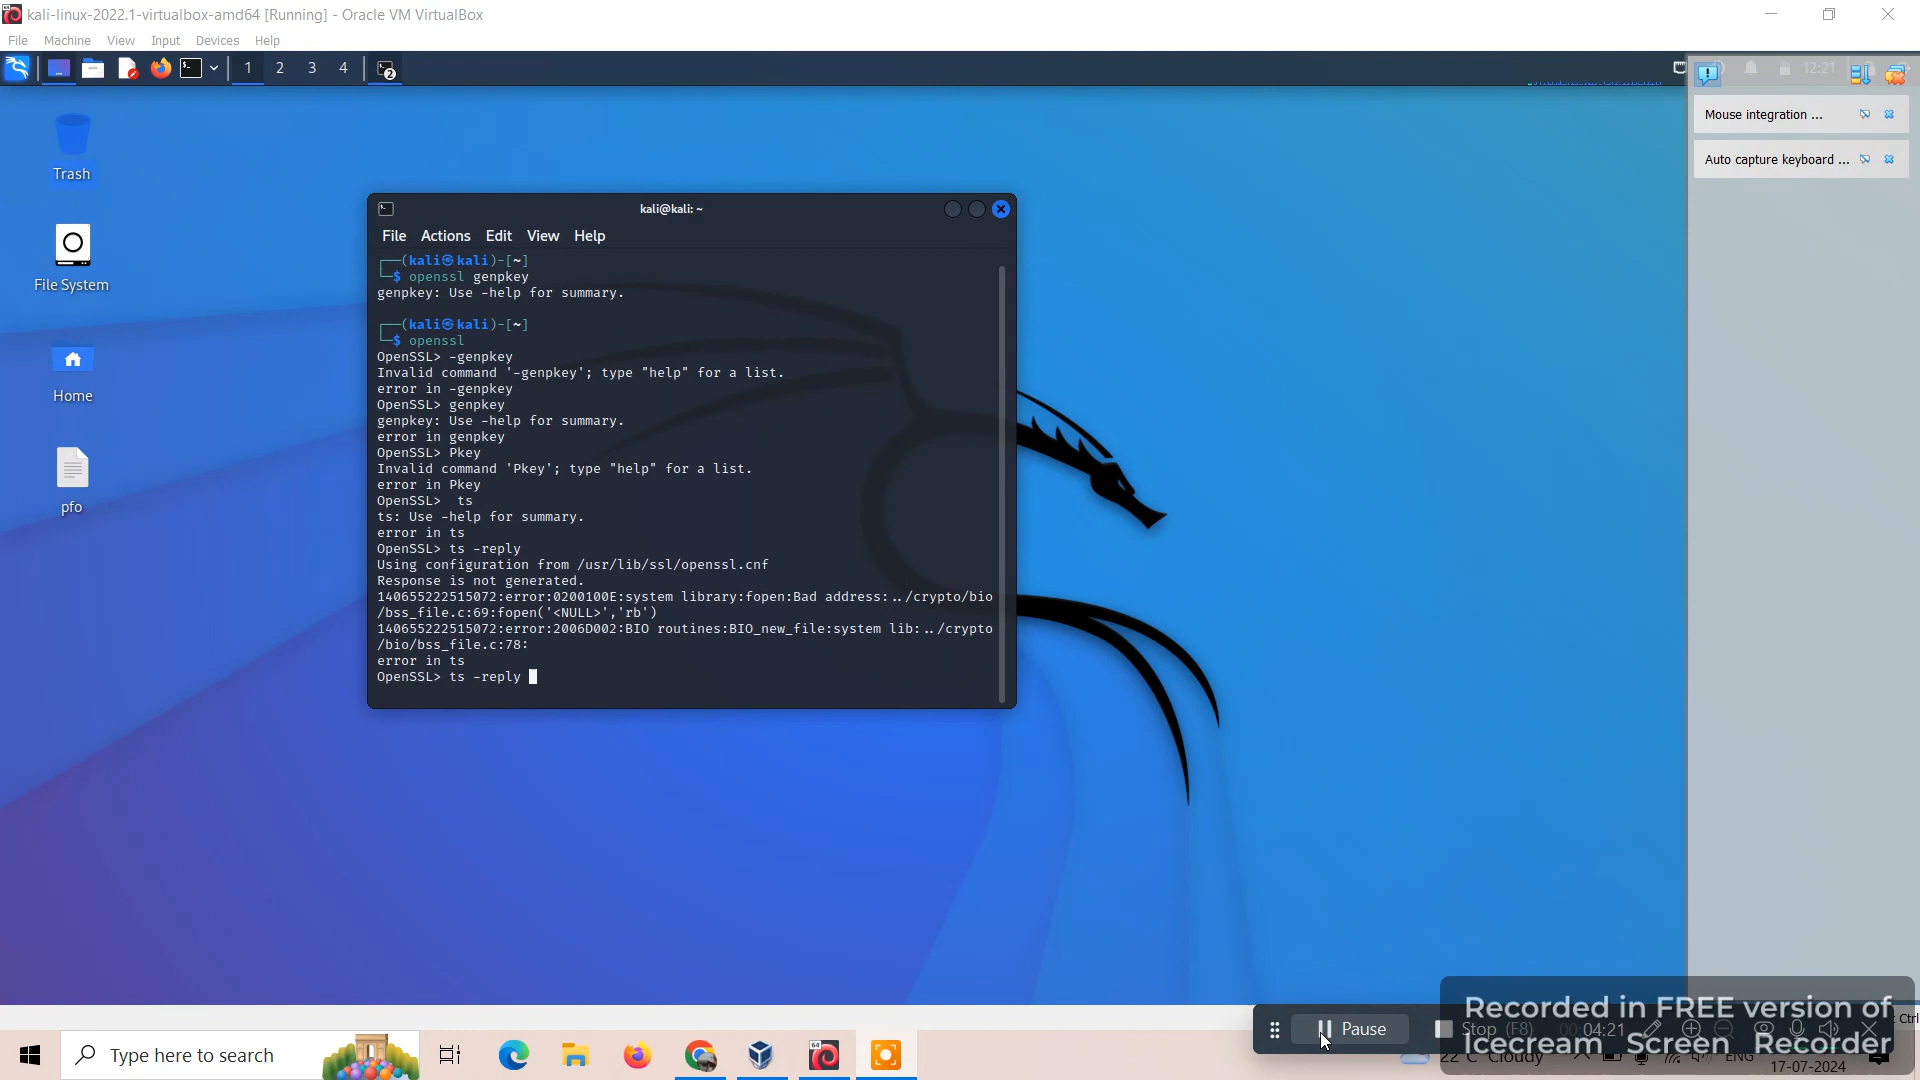 kali-linux-2022.1-virtualbox-amd64 [Running] - Oracle VM VirtualBox
File Machine View Input Devices Help
1 2 3 4 2
12:21
Mouse integration ...
Auto capture keyboard ...
Trash
File System
Home
pfo
kali@kali: ~
File Actions Edit View Help
┌──(kali㉿kali)-[~]
└─$ openssl genpkey
genpkey: Use -help for summary.
┌──(kali㉿kali)-[~]
└─$ openssl
OpenSSL> -genpkey
Invalid command '-genpkey'; type "help" for a list.
error in -genpkey
OpenSSL> genpkey
genpkey: Use -help for summary.
error in genpkey
OpenSSL> Pkey
Invalid command 'Pkey'; type "help" for a list.
error in Pkey
OpenSSL>  ts
ts: Use -help for summary.
error in ts
OpenSSL> ts -reply
Using configuration from /usr/lib/ssl/openssl.cnf
Response is not generated.
140655222515072:error:0200100E:system library:fopen:Bad address:../crypto/bio
/bss_file.c:69:fopen('<NULL>','rb')
140655222515072:error:2006D002:BIO routines:BIO_new_file:system lib:../crypto
/bio/bss_file.c:78:
error in ts
OpenSSL> ts -reply
Recorded in FREE version of
Icecream Screen Recorder
Pause
Stop (F8)
04:21
Ctrl
Type here to search
64
22°C Cloudy
ENG
17-07-2024